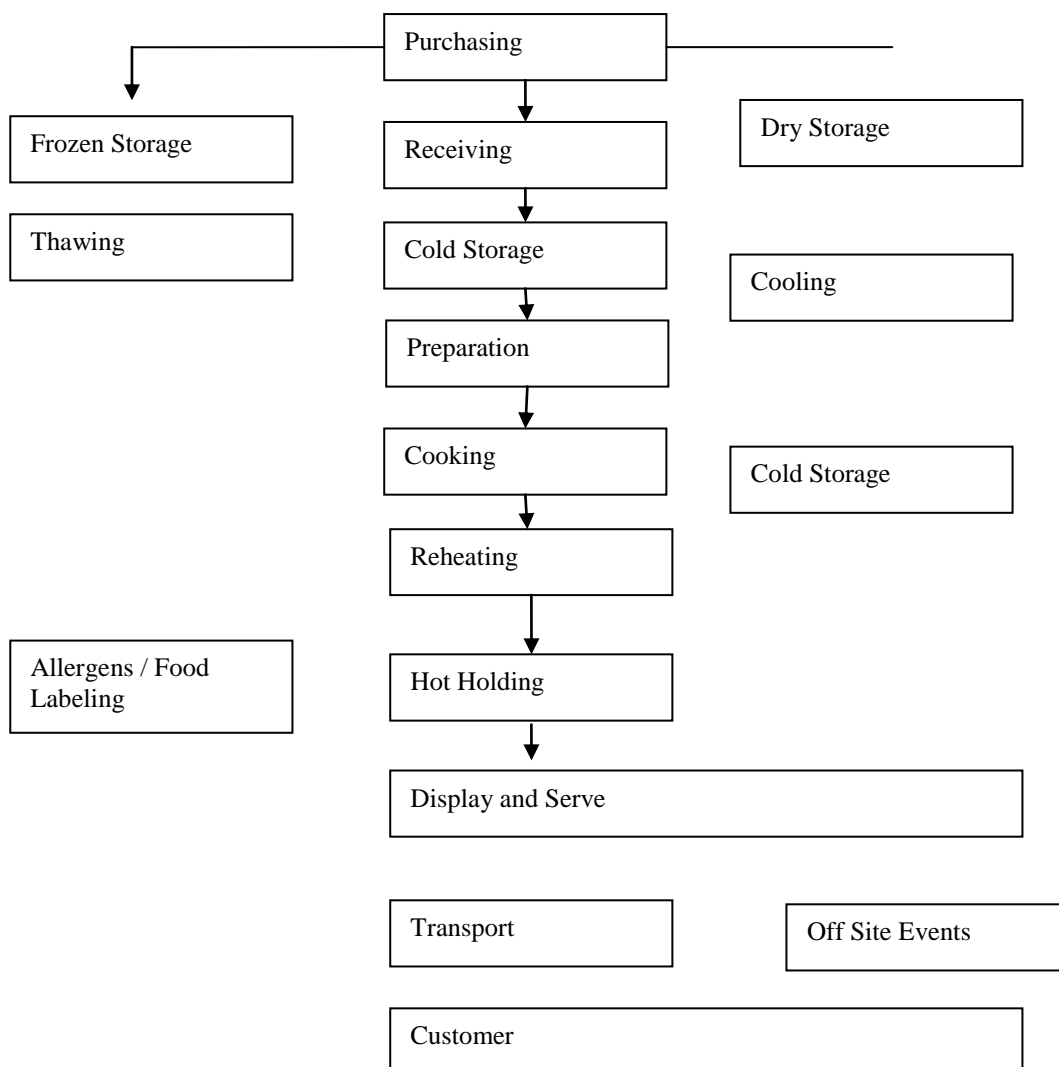 Purchasing
Frozen Storage
Receiving
Dry Storage
Thawing
Cold Storage
Cooling
Preparation
Cooking
Cold Storage
Reheating
Allergens / Food
Labeling
Hot Holding
Display and Serve
Transport
Off Site Events
Customer